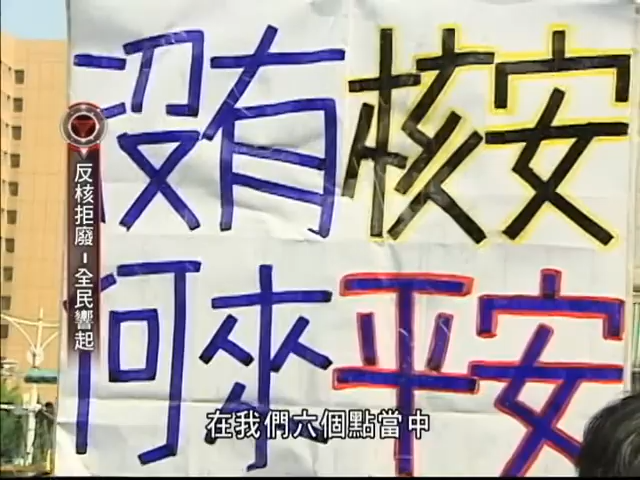 沒有核安
何來平安
反核拒廢-全民響起
在我們六個點當中